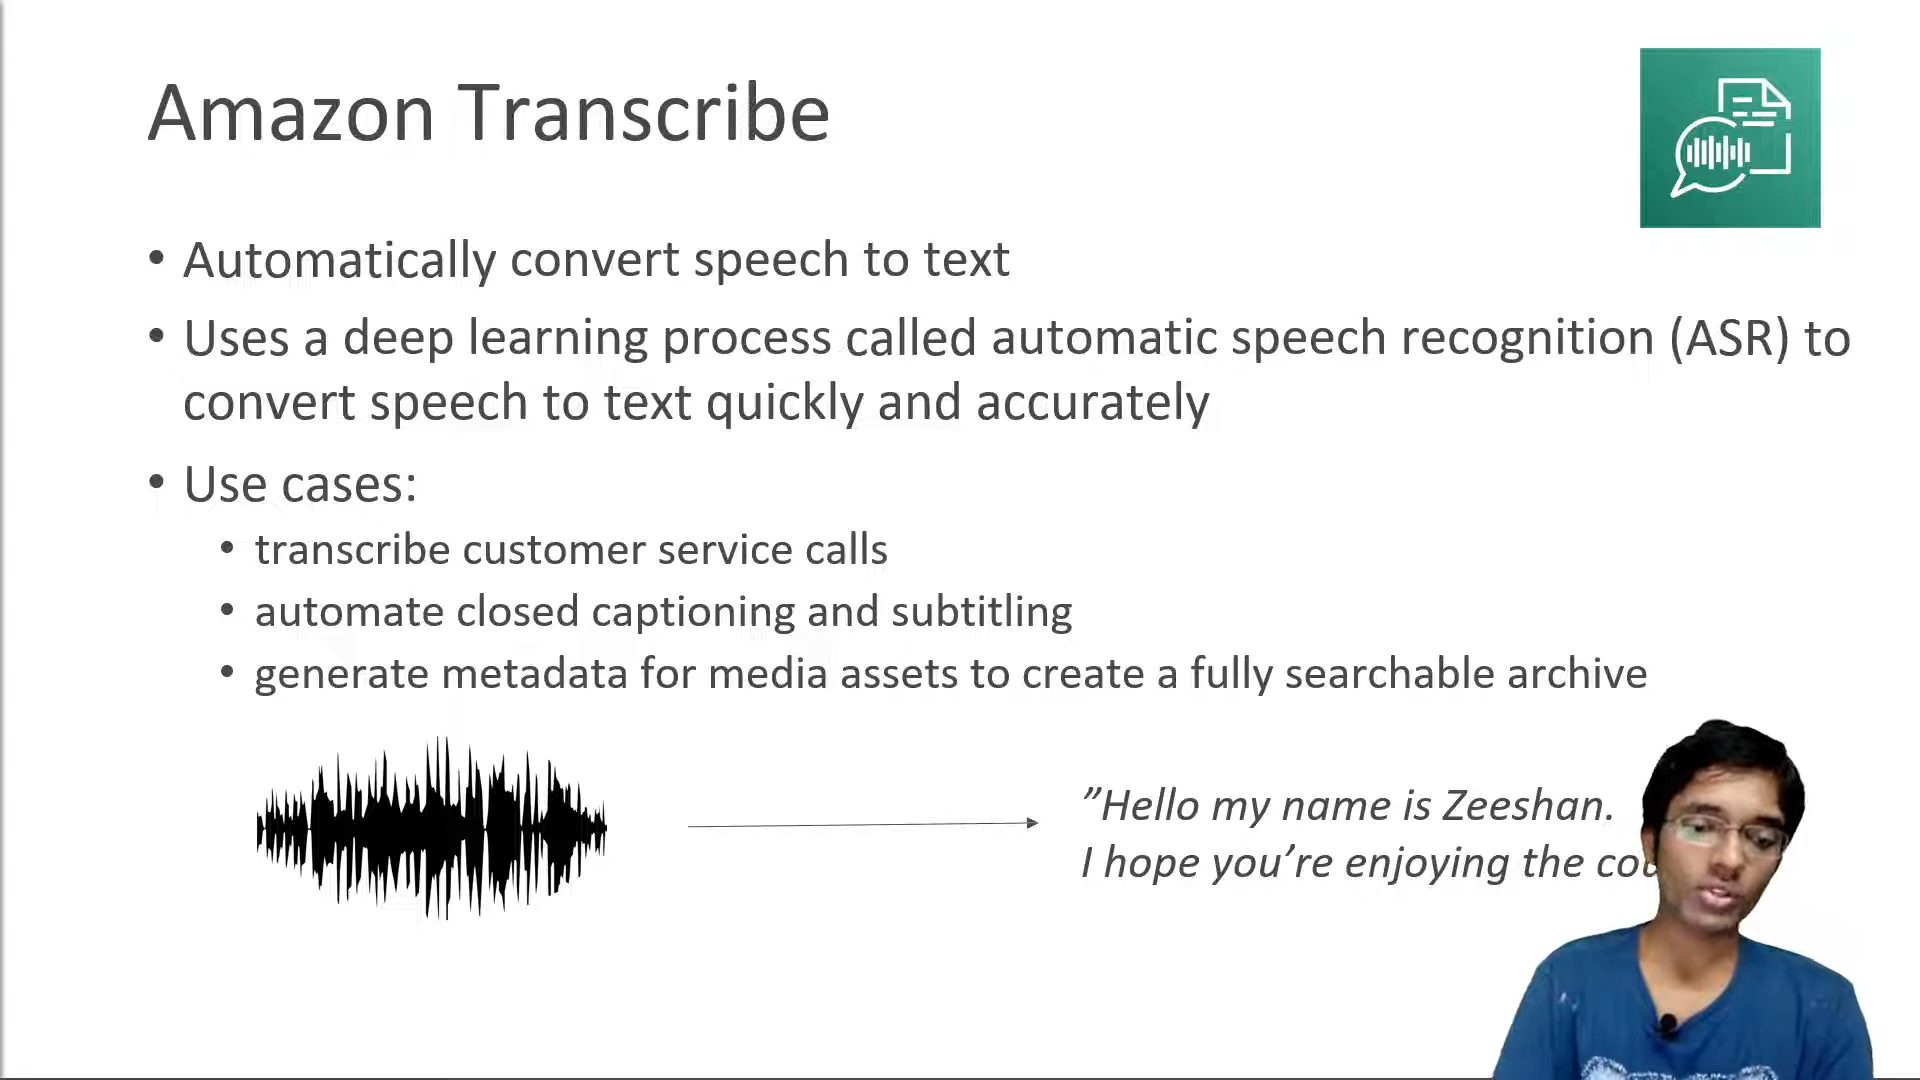 Amazon Transcribe
• Automatically convert speech to text
• Uses a deep learning process called automatic speech recognition (ASR) to
convert speech to text quickly and accurately
• Use cases:
• transcribe customer service calls
• automate closed captioning and subtitling
• generate metadata for media assets to create a fully searchable archive
”Hello my name is Zeeshan.
I hope you’re enjoying the